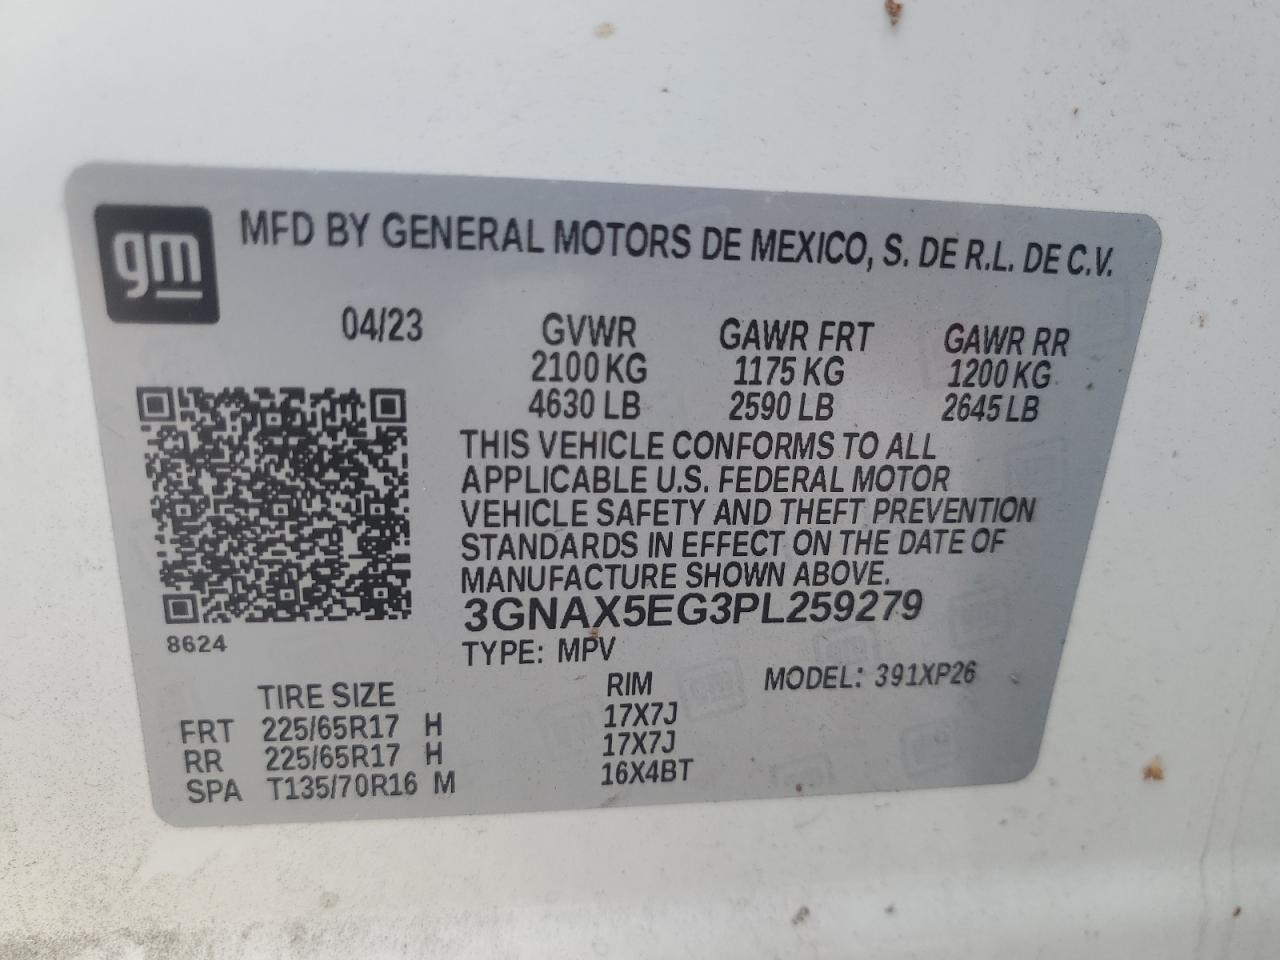 gm
MFD BY GENERAL MOTORS DE MEXICO, S. DE R.L. DE C.V.
04/23 GVWR GAWR FRT GAWR RR
2100 KG 1175 KG 1200 KG
4630 LB 2590 LB 2645 LB
THIS VEHICLE CONFORMS TO ALL
APPLICABLE U.S. FEDERAL MOTOR
VEHICLE SAFETY AND THEFT PREVENTION
STANDARDS IN EFFECT ON THE DATE OF
MANUFACTURE SHOWN ABOVE.
3GNAX5EG3PL259279
8624
TYPE: MPV MODEL: 391XP26
TIRE SIZE RIM
FRT 225/65R17 H 17X7J
RR 225/65R17 H 17X7J
SPA T135/70R16 M 16X4BT